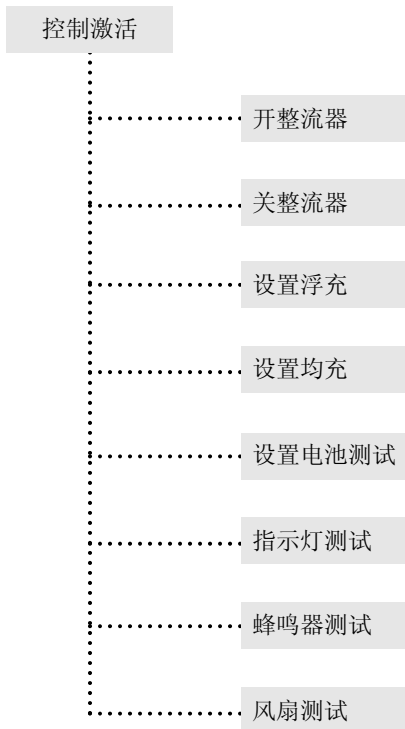 控制激活
开整流器
关整流器
设置浮充
设置均充
设置电池测试
指示灯测试
蜂鸣器测试
风扇测试